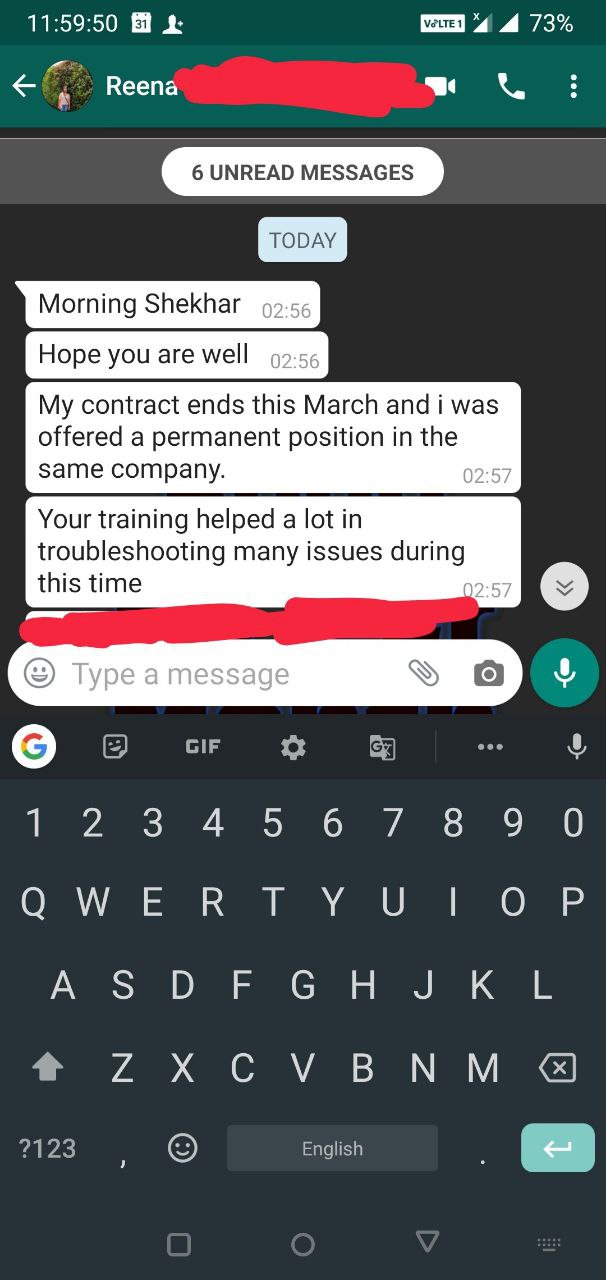 11:59:50 31 VoLTE 1 x 73%
Reena
6 UNREAD MESSAGES
TODAY
Morning Shekhar 02:56
Hope you are well 02:56
My contract ends this March and i was
offered a permanent position in the
same company. 02:57
Your training helped a lot in
troubleshooting many issues during
this time 02:57
Type a message
G GIF G
1 2 3 4 5 6 7 8 9 0
Q W E R T Y U I O P
A S D F G H J K L
Z X C V B N M
?123 , English .